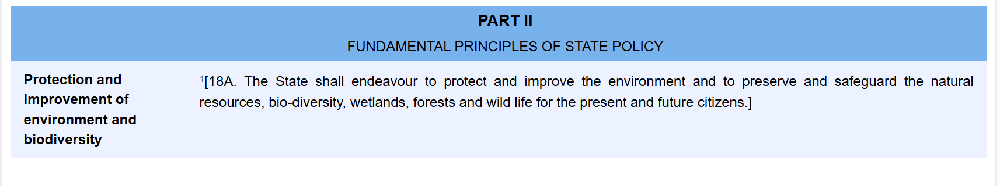 PART II
FUNDAMENTAL PRINCIPLES OF STATE POLICY
Protection and
improvement of
environment and
biodiversity
1[18A. The State shall endeavour to protect and improve the environment and to preserve and safeguard the natural
resources, bio-diversity, wetlands, forests and wild life for the present and future citizens.]